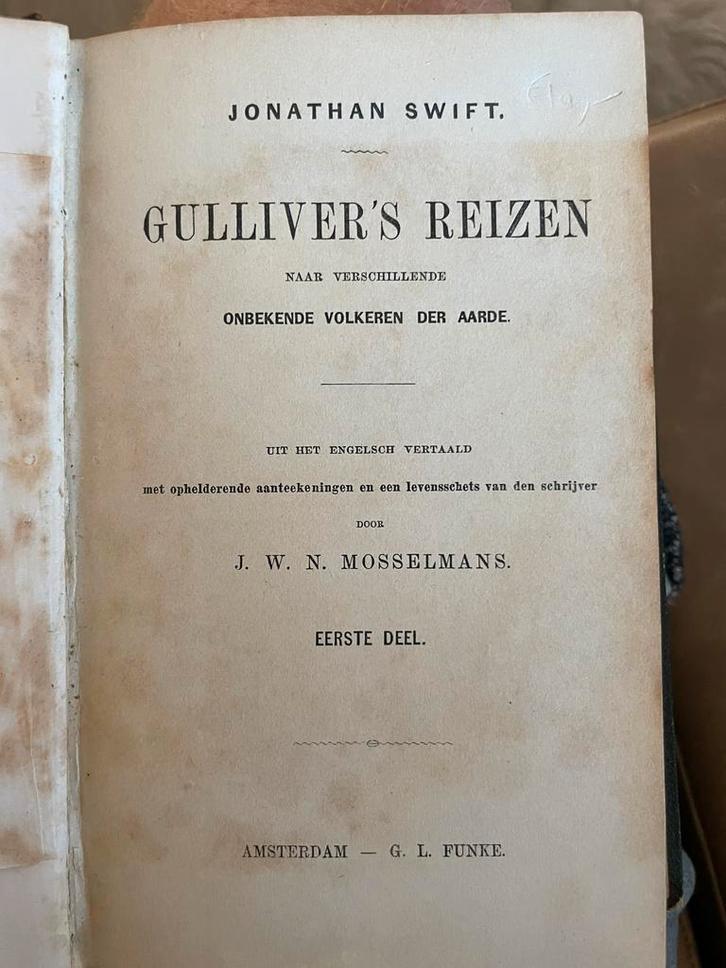 JONATHAN SWIFT.
GULLIVER'S REIZEN
NAAR VERSCHILLENDE
ONBEKENDE VOLKEREN DER AARDE.
UIT HET ENGELSCH VERTAALD
met ophelderende aanteekeningen en een levensschets van den schrijver
DOOR
J. W. N. MOSSELMANS.
EERSTE DEEL.
AMSTERDAM — G. L. FUNKE.